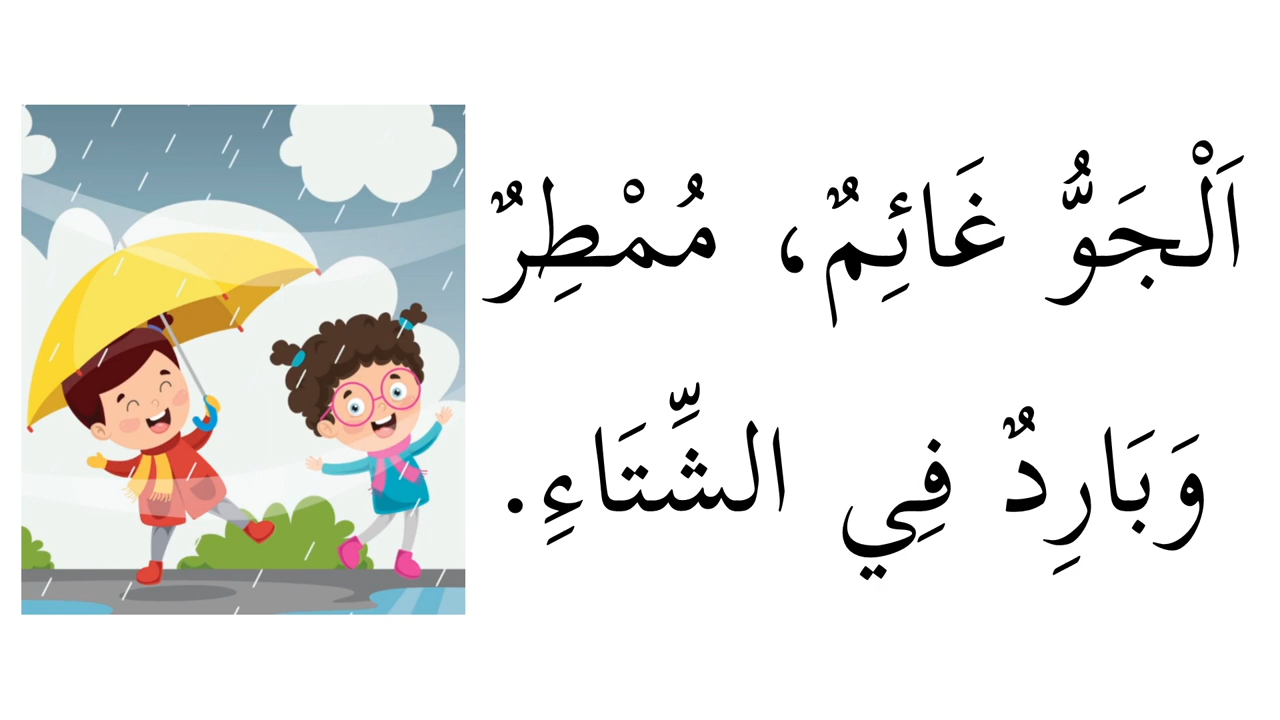 اَلْجَوُّ غَائِمٌ، مُمْطِرٌ
وَبَارِدٌ فِي الشِّتَاءِ.